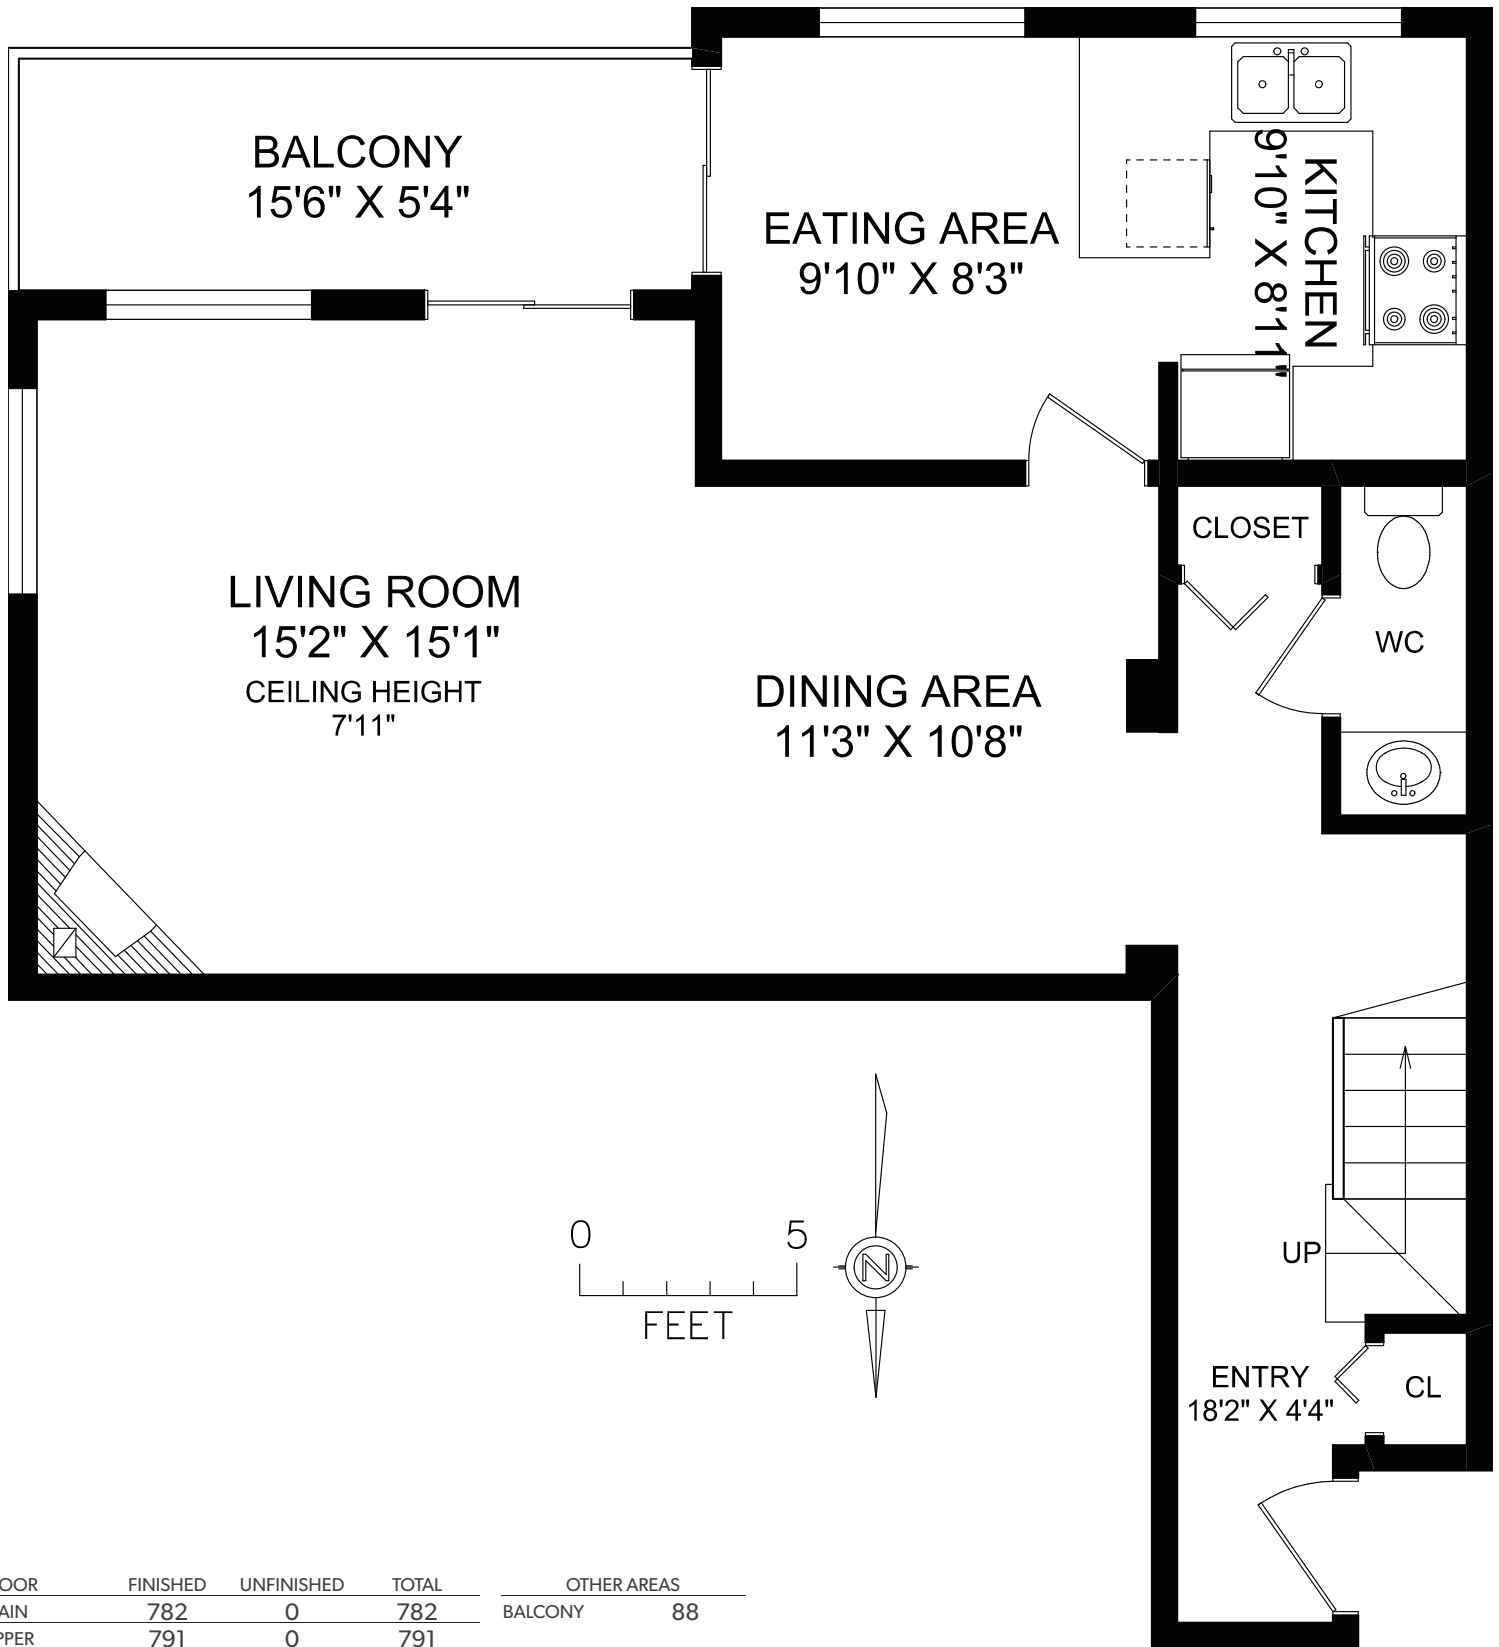 BALCONY
15'6" X 5'4"
EATING AREA
9'10" X 8'3"
KITCHEN
9'10" X 8'11"
CLOSET
WC
LIVING ROOM
15'2" X 15'1"
CEILING HEIGHT
7'11"
DINING AREA
11'3" X 10'8"
0 5
FEET
N
UP
ENTRY
18'2" X 4'4"
CL
OOR FINISHED UNFINISHED TOTAL OTHER AREAS
AIN 782 0 782 BALCONY 88
PPER 791 0 791